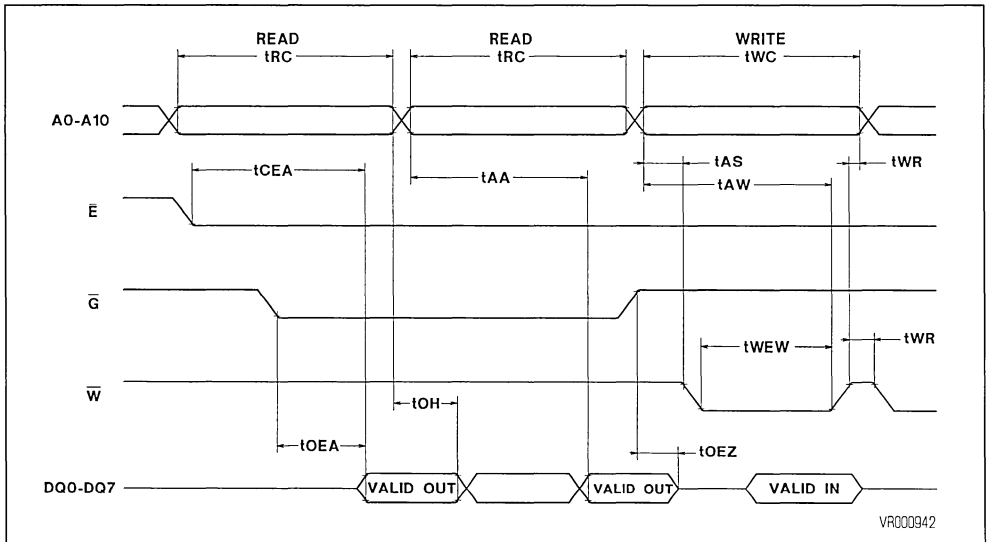 READ READ WRITE
tRC tRC tWC
A0-A10
tCEA tAA tAS tWR
tAW
E̅
G̅
tWEW tWR
W̅
tOH
tOEA tOEZ
DQ0-DQ7 VALID OUT VALID OUT VALID IN
VR000942